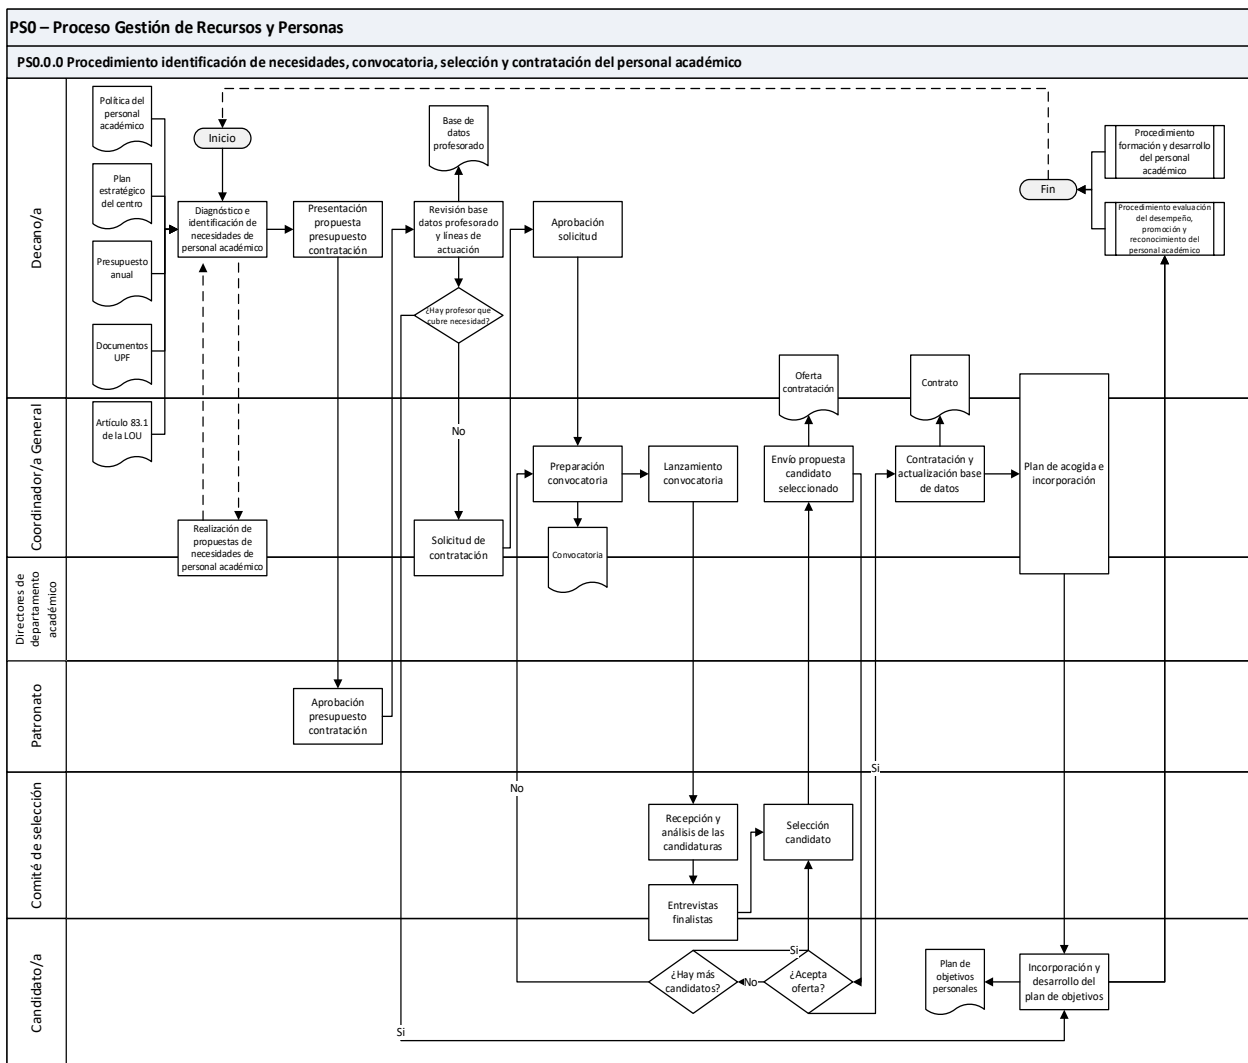 PS0 – Proceso Gestión de Recursos y Personas
PS0.0.0 Procedimiento identificación de necesidades, convocatoria, selección y contratación del personal académico
Decano/a
Política del
personal
académico
Plan
estratégico
del centro
Presupuesto
anual
Documentos
UPF
Inicio
Diagnóstico e
identificación de
necesidades de
personal académico
Presentación
propuesta
presupuesto
contratación
Base de
datos
profesorado
Revisión base
datos profesorado
y líneas de
actuación
¿Hay profesor que
cubre necesidad?
Aprobación
solicitud
Fin
Procedimiento
formación y desarrollo
del personal
académico
Procedimiento evaluación
del desempeño,
promoción y
reconocimiento del
personal académico
Oferta
contratación
Contrato
Coordinador/a General
Artículo 83.1
de la LOU
No
Preparación
convocatoria
Lanzamiento
convocatoria
Envío propuesta
candidato
seleccionado
Contratación y
actualización base
de datos
Plan de acogida e
incorporación
Realización de
propuestas de
necesidades de
personal académico
Solicitud de
contratación
Convocatoria
Directores de
departamento
académico
Patronato
Aprobación
presupuesto
contratación
Si
Comité de selección
No
Recepción y
análisis de las
candidaturas
Selección
candidato
Entrevistas
finalistas
Candidato/a
Si
¿Hay más
candidatos?
No
¿Acepta
oferta?
Plan de
objetivos
personales
Incorporación y
desarrollo del
plan de objetivos
Si